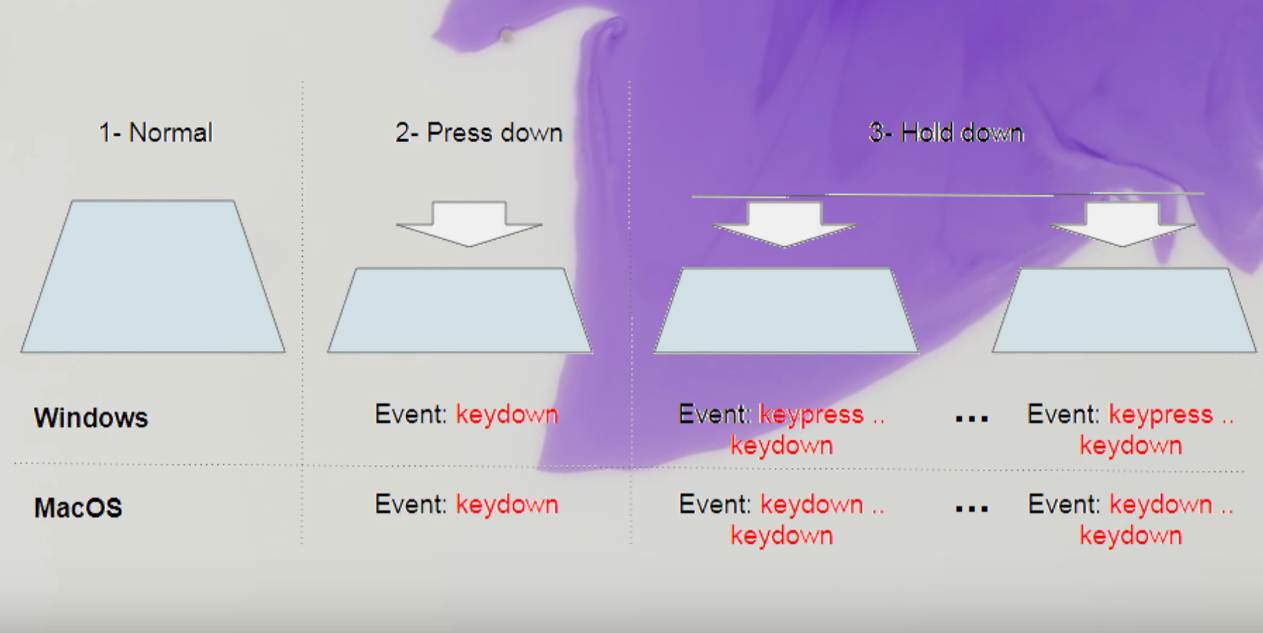 1- Normal
2- Press down
3- Hold down
Windows
Event: keydown
Event: keypress ..
keydown
...
Event: keypress ..
keydown
MacOS
Event: keydown
Event: keydown ..
keydown
...
Event: keydown ..
keydown